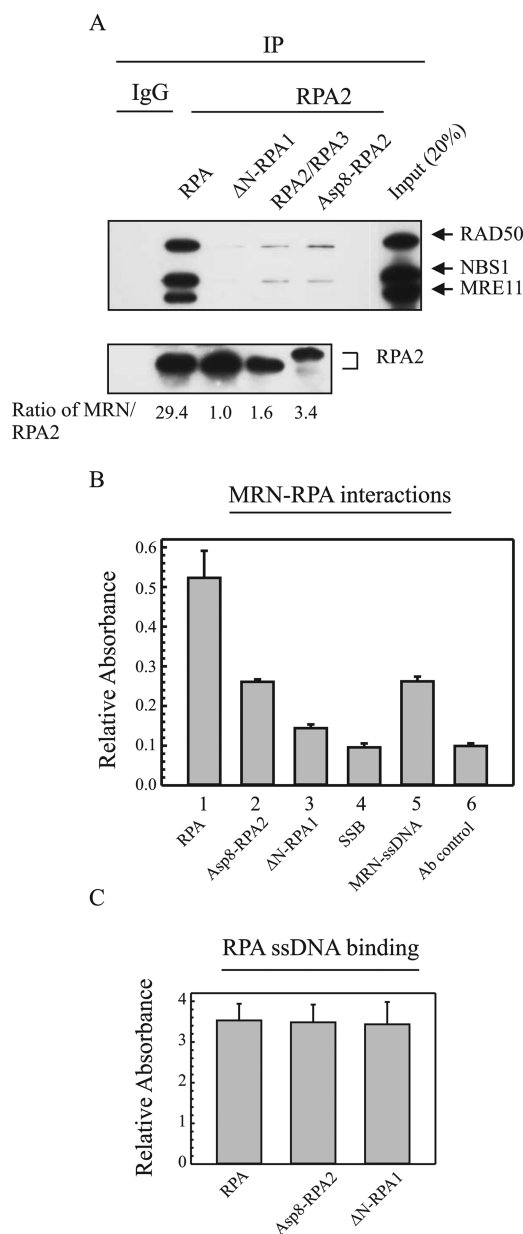 A
IP
IgG
RPA2
RPA
ΔN-RPA1
RPA2/RPA3
Asp8-RPA2
Input (20%)
RAD50
NBS1
MRE11
RPA2
Ratio of MRN/
RPA2
29.4 1.0 1.6 3.4
B
MRN-RPA interactions
Relative Absorbance
0.6
0.5
0.4
0.3
0.2
0.1
0.0
1 2 3 4 5 6
RPA
Asp8-RPA2
ΔN-RPA1
SSB
MRN-ssDNA
Ab control
C
RPA ssDNA binding
Relative Absorbance
4
3
2
1
0
RPA
Asp8-RPA2
ΔN-RPA1